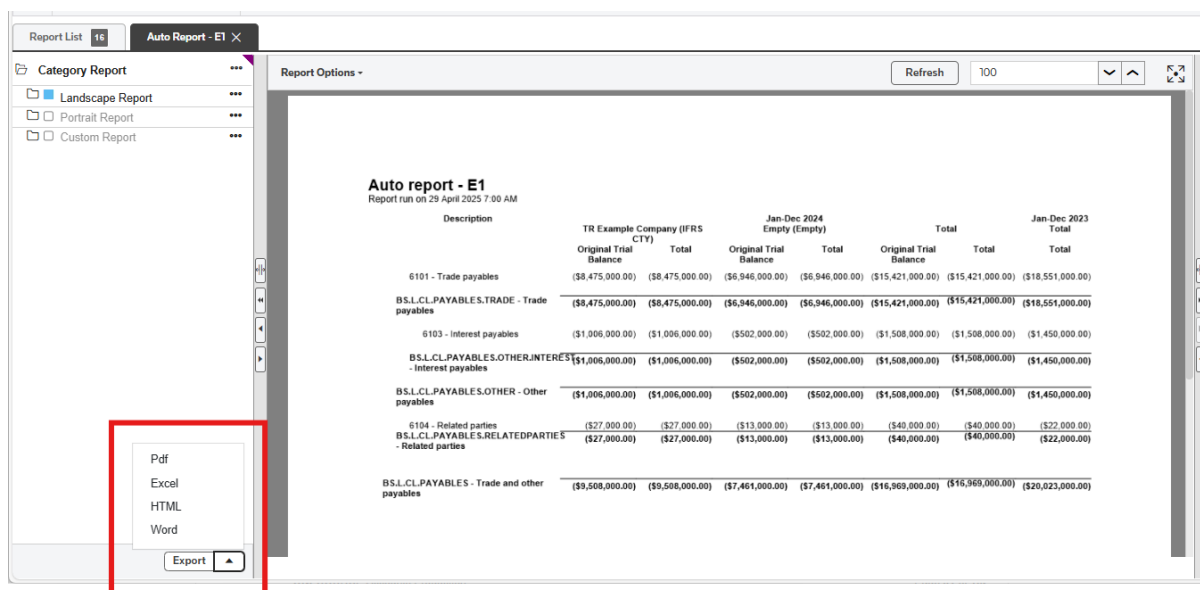 Report List 16 Auto Report - E1
Category Report
Landscape Report
Portrait Report
Custom Report
Pdf
Excel
HTML
Word
Export
Report Options
Refresh 100
Auto report - E1
Report run on 29 April 2025 7:00 AM
Description Jan-Dec 2024 Jan-Dec 2023
TR Example Company (IFRS CTY) Empty (Empty) Total Total
Original Trial Balance Total Original Trial Balance Total Original Trial Balance Total Total
6101 - Trade payables ($8,475,000.00) ($8,475,000.00) ($6,946,000.00) ($6,946,000.00) ($15,421,000.00) ($15,421,000.00) ($18,551,000.00)
BS.L.CL.PAYABLES.TRADE - Trade payables ($8,475,000.00) ($8,475,000.00) ($6,946,000.00) ($6,946,000.00) ($15,421,000.00) ($15,421,000.00) ($18,551,000.00)
6103 - Interest payables ($1,006,000.00) ($1,006,000.00) ($502,000.00) ($502,000.00) ($1,508,000.00) ($1,508,000.00) ($1,450,000.00)
BS.L.CL.PAYABLES.OTHER.INTEREST - Interest payables ($1,006,000.00) ($1,006,000.00) ($502,000.00) ($502,000.00) ($1,508,000.00) ($1,508,000.00) ($1,450,000.00)
BS.L.CL.PAYABLES.OTHER - Other payables ($1,006,000.00) ($1,006,000.00) ($502,000.00) ($502,000.00) ($1,508,000.00) ($1,508,000.00) ($1,450,000.00)
6104 - Related parties ($27,000.00) ($27,000.00) ($13,000.00) ($13,000.00) ($40,000.00) ($40,000.00) ($22,000.00)
BS.L.CL.PAYABLES.RELATEDPARTIES - Related parties ($27,000.00) ($27,000.00) ($13,000.00) ($13,000.00) ($40,000.00) ($40,000.00) ($22,000.00)
BS.L.CL.PAYABLES - Trade and other payables ($9,508,000.00) ($9,508,000.00) ($7,461,000.00) ($7,461,000.00) ($16,969,000.00) ($16,969,000.00) ($20,023,000.00)